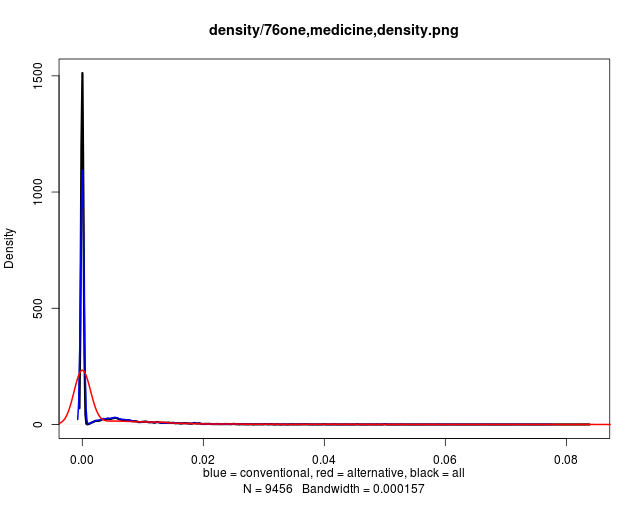 density/76one,medicine,density.png
1500
1000
500
0
Density
0.00 0.02 0.04 0.06 0.08
blue = conventional, red = alternative, black = all
N = 9456 Bandwidth = 0.000157